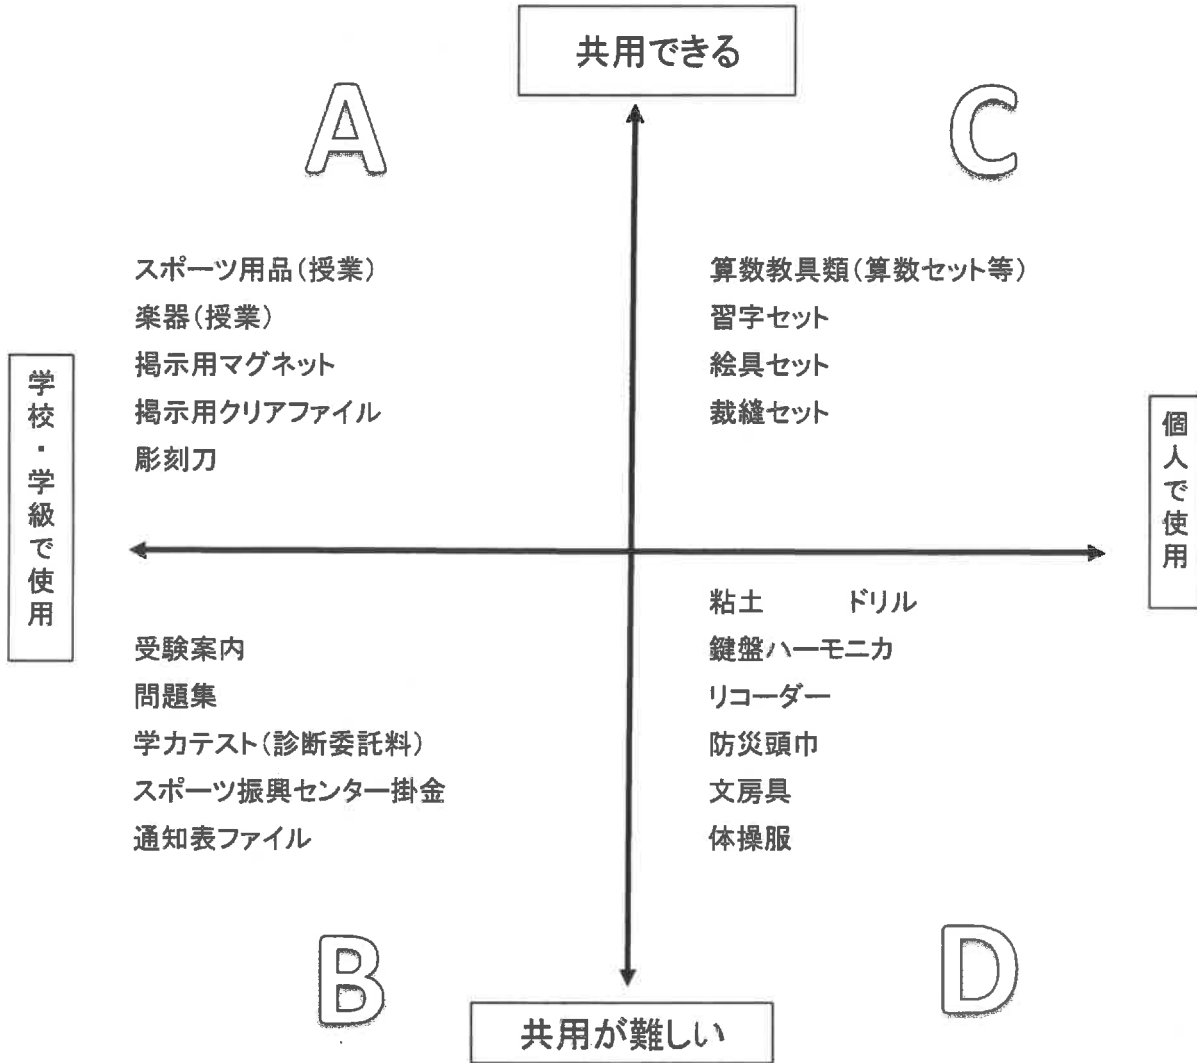 共用できる
A
C
スポーツ用品(授業)
楽器(授業)
掲示用マグネット
掲示用クリアファイル
彫刻刀
算数教具類(算数セット等)
習字セット
絵具セット
裁縫セット
学校・学級で使用
個人で使用
受験案内
問題集
学力テスト(診断委託料)
スポーツ振興センター掛金
通知表ファイル
粘土 ドリル
鍵盤ハーモニカ
リコーダー
防災頭巾
文房具
体操服
B
D
共用が難しい